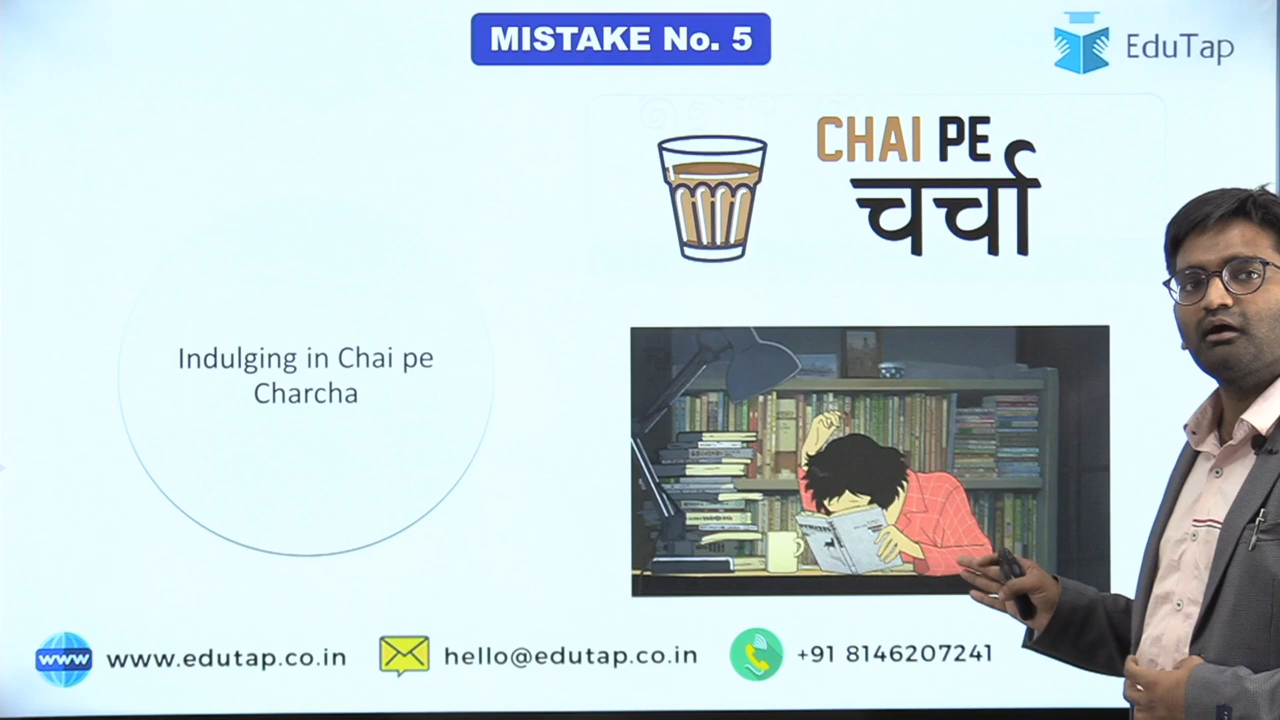 MISTAKE No. 5
EduTap
CHAI PE
चर्चा
Indulging in Chai pe
Charcha
www
www.edutap.co.in
hello@edutap.co.in
+91 8146207241